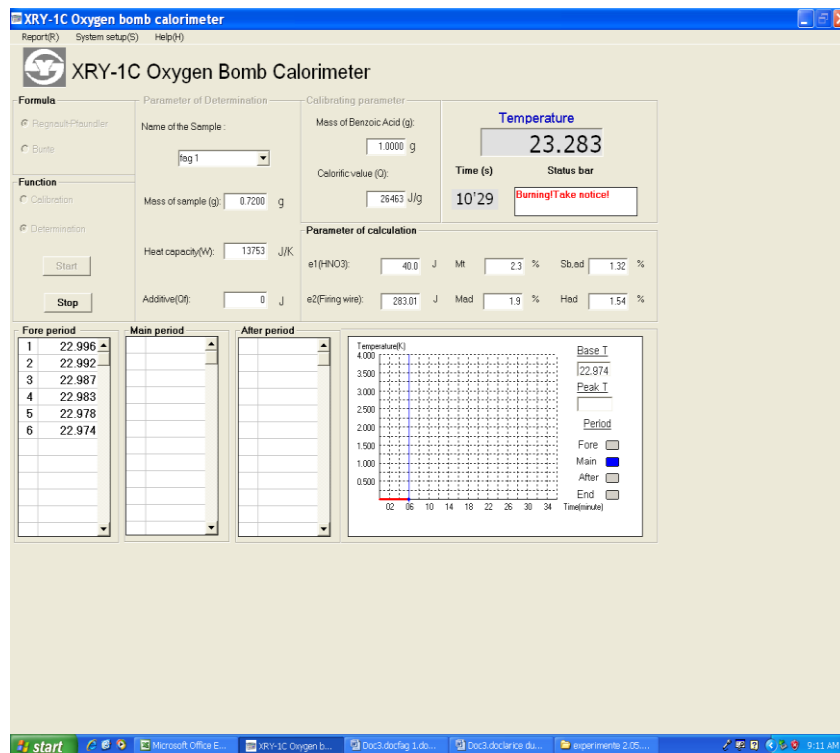 XRY-1C Oxygen bomb calorimeter
Report(R) System setup(S) Help(H)
XRY-1C Oxygen Bomb Calorimeter
Formula
Regnault-Pfaundler
Bunte
Function
Calibration
Determination
Start
Stop
Parameter of Determination
Name of the Sample :
fag 1
Mass of sample (g): 0.7200 g
Heat capacity(W): 13753 J/K
Additive(Qf): 0 J
Calibrating parameter
Mass of Benzoic Acid (g):
1.0000 g
Calorific value (Q):
26463 J/g
Temperature
23.283
Time (s) Status bar
10'29 Burning!Take notice!
Parameter of calculation
e1(HNO3): 40.0 J Mt 2.3 % Sb,ad 1.32 %
e2(Firing wire): 283.01 J Mad 1.9 % Had 1.54 %
Fore period
1 22.996
2 22.992
3 22.987
4 22.983
5 22.978
6 22.974
Main period
After period
Temperature(K)
4.000
3.500
3.000
2.500
2.000
1.500
1.000
0.500
02 06 10 14 18 22 26 30 34 Time(minute)
Base T
22.974
Peak T
Period
Fore
Main
After
End
start Microsoft Office E... XRY-1C Oxygen b... Doc3.docfag 1.do... Doc3.doclarice du... experimente 2.05.... 9:11 AM